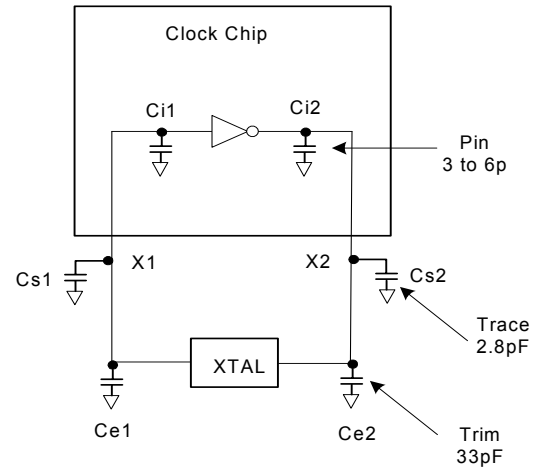 Clock Chip
Ci1
Ci2
Pin
3 to 6p
X1
X2
Cs1
Cs2
Trace
2.8pF
XTAL
Ce1
Ce2
Trim
33pF